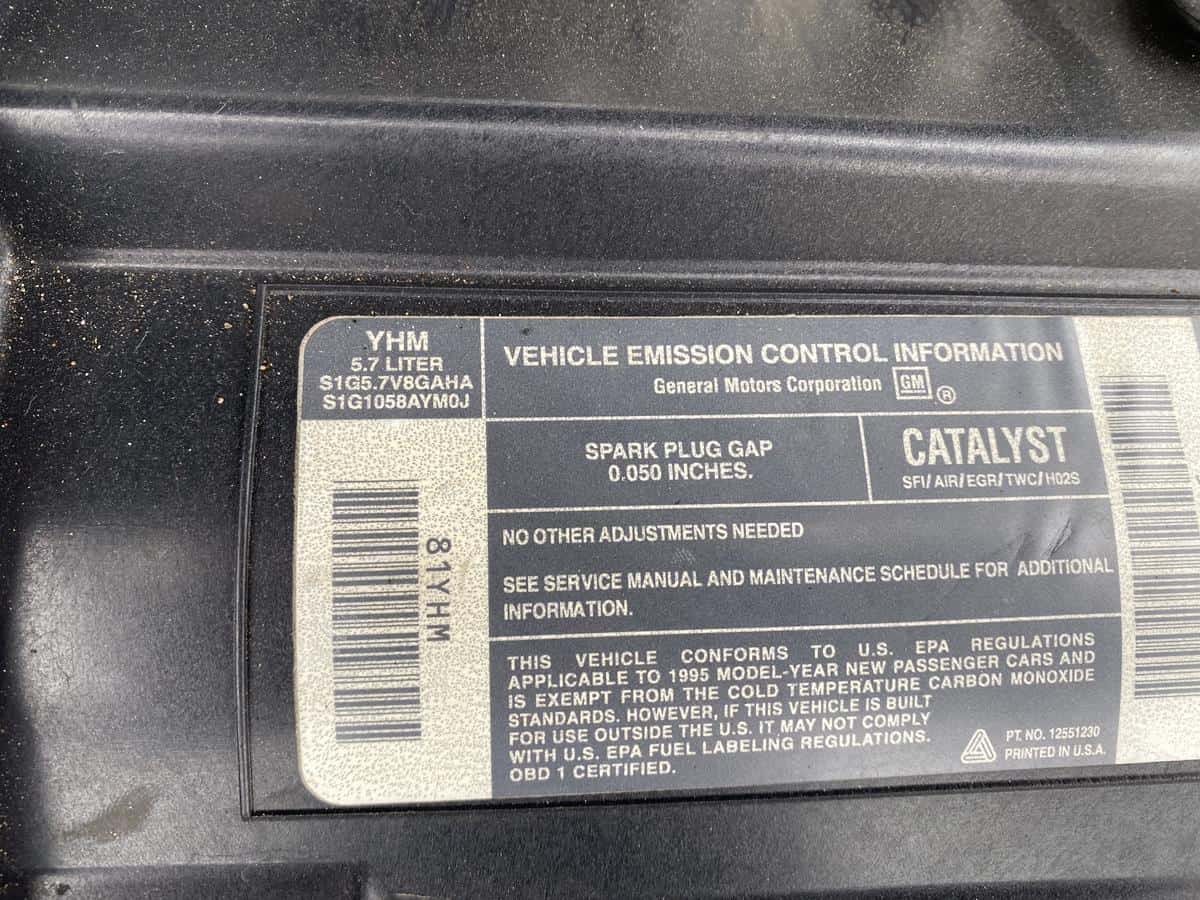 YHM
5.7 LITER
S1G5.7V8GAHA
S1G1058AYM0J
VEHICLE EMISSION CONTROL INFORMATION
General Motors Corporation GM ®
SPARK PLUG GAP
0.050 INCHES.
CATALYST
SFI/AIR/EGR/TWC/H02S
81YHM
NO OTHER ADJUSTMENTS NEEDED
SEE SERVICE MANUAL AND MAINTENANCE SCHEDULE FOR ADDITIONAL
INFORMATION.
THIS VEHICLE CONFORMS TO U.S. EPA REGULATIONS
APPLICABLE TO 1995 MODEL-YEAR NEW PASSENGER CARS AND
IS EXEMPT FROM THE COLD TEMPERATURE CARBON MONOXIDE
STANDARDS. HOWEVER, IF THIS VEHICLE IS BUILT
FOR USE OUTSIDE THE U.S. IT MAY NOT COMPLY
WITH U.S. EPA FUEL LABELING REGULATIONS.
OBD 1 CERTIFIED.
PT. NO. 12551230
PRINTED IN U.S.A.